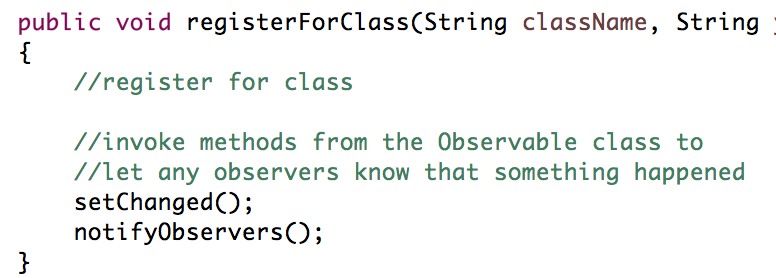 public void registerForClass(String className, String
{
//register for class
//invoke methods from the Observable class to
//let any observers know that something happened
setChanged();
notifyObservers();
}